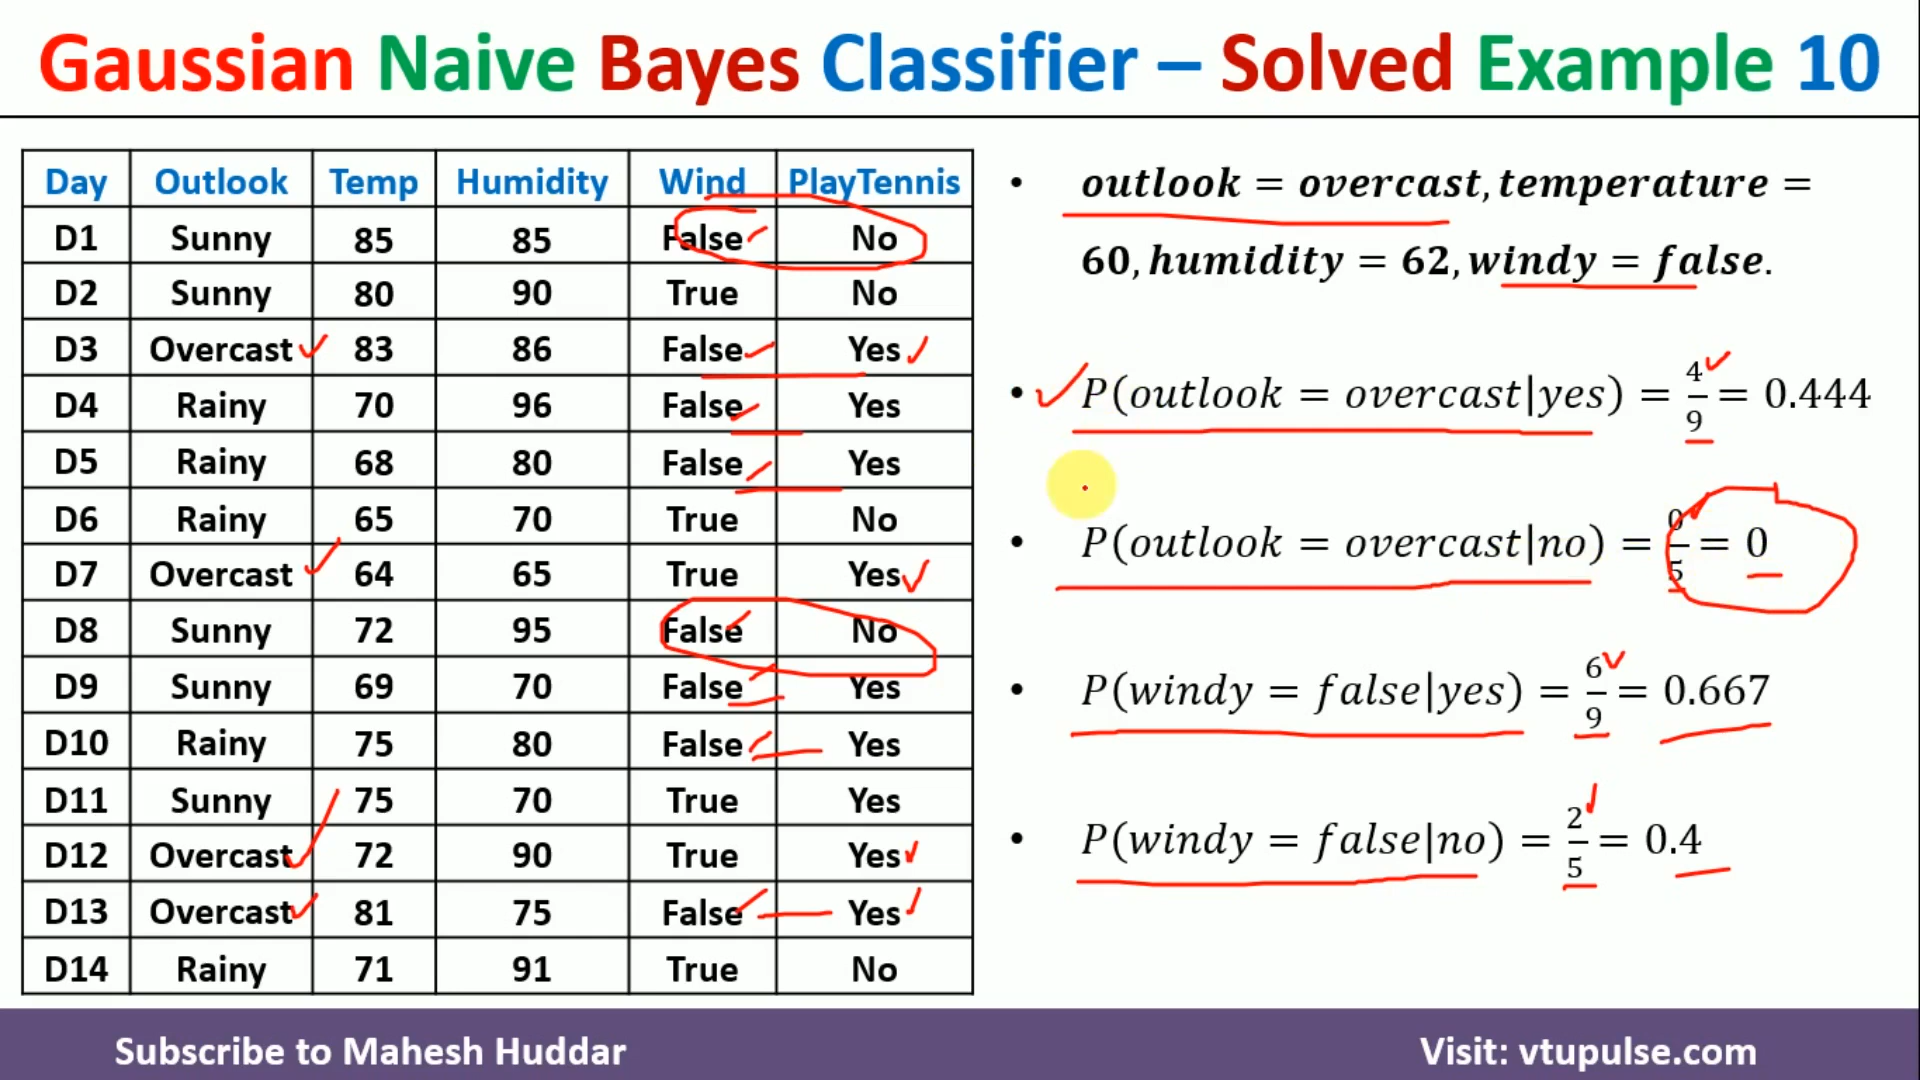 Gaussian Naive Bayes Classifier – Solved Example 10
Day Outlook Temp Humidity Wind PlayTennis
D1 Sunny 85 85 False No
D2 Sunny 80 90 True No
D3 Overcast 83 86 False Yes
D4 Rainy 70 96 False Yes
D5 Rainy 68 80 False Yes
D6 Rainy 65 70 True No
D7 Overcast 64 65 True Yes
D8 Sunny 72 95 False No
D9 Sunny 69 70 False Yes
D10 Rainy 75 80 False Yes
D11 Sunny 75 70 True Yes
D12 Overcast 72 90 True Yes
D13 Overcast 81 75 False Yes
D14 Rainy 71 91 True No
• outlook = overcast, temperature =
60, humidity = 62, windy = false.
• P(outlook = overcast|yes) = 4/9 = 0.444
• P(outlook = overcast|no) = 0/5 = 0
• P(windy = false|yes) = 6/9 = 0.667
• P(windy = false|no) = 2/5 = 0.4
Subscribe to Mahesh Huddar
Visit: vtupulse.com